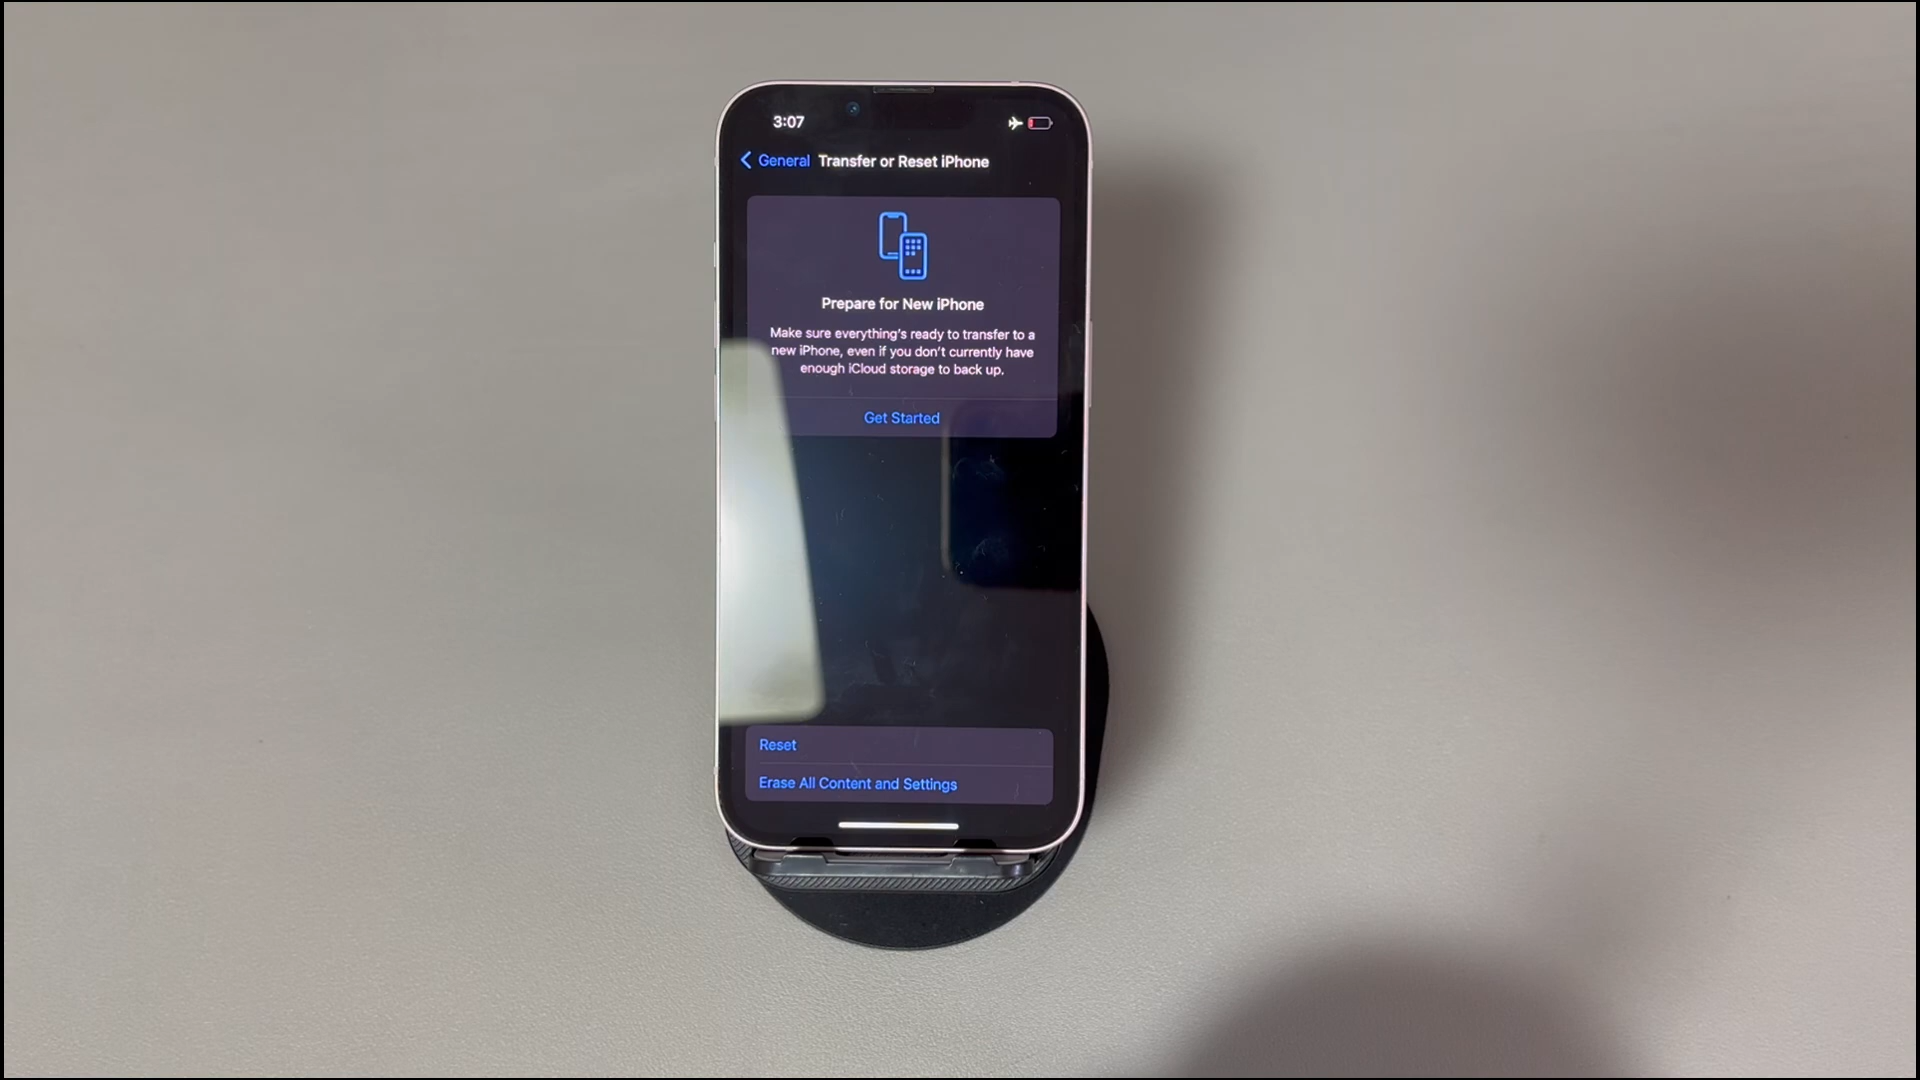 3:07
General Transfer or Reset iPhone
Prepare for New iPhone
Make sure everything's ready to transfer to a
new iPhone, even if you don't currently have
enough iCloud storage to back up.
Get Started
Reset
Erase All Content and Settings